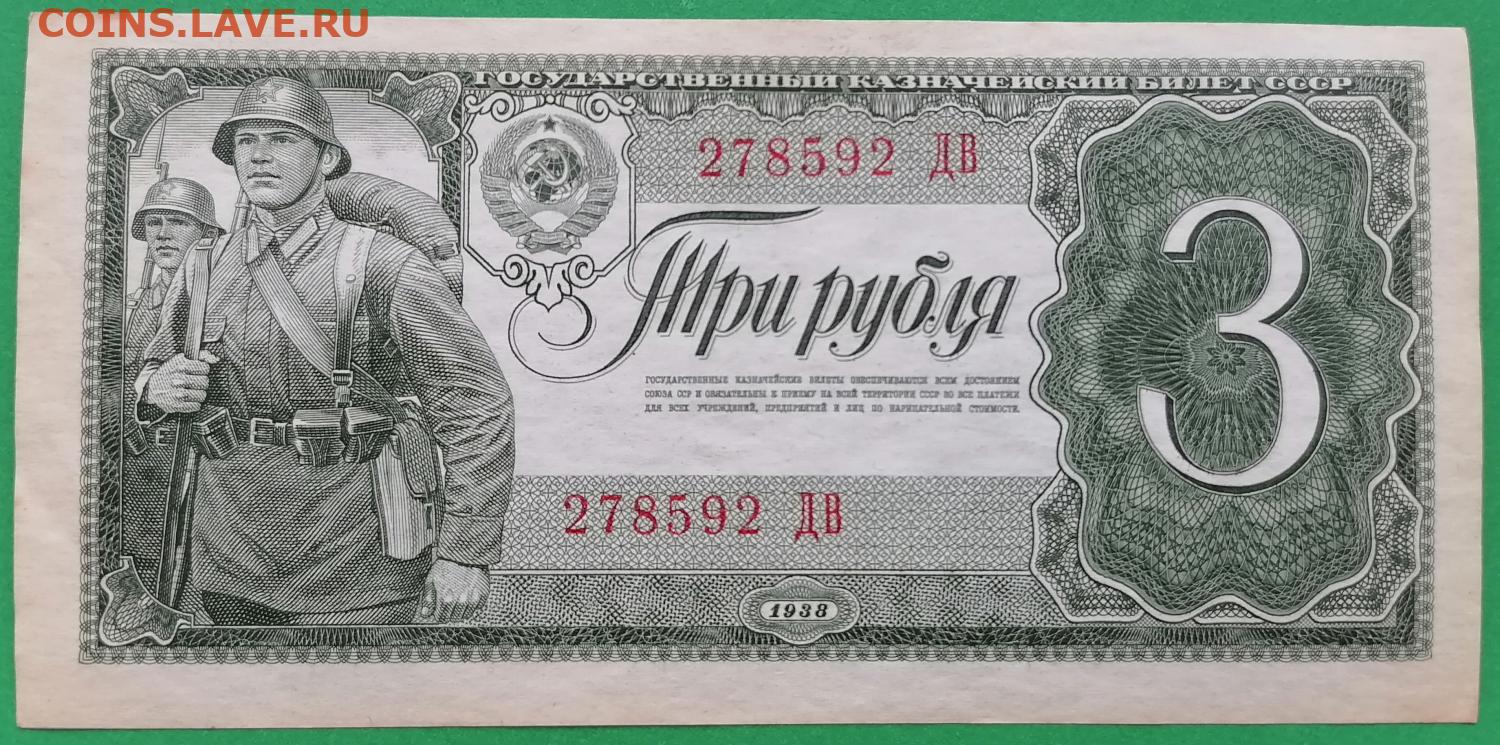 COINS.LAVE.RU
ГОСУДАРСТВЕННЫЙ КАЗНАЧЕЙСКИЙ БИЛЕТ СССР
278592 ДВ
Три рубля
3
ГОСУДАРСТВЕННЫЕ КАЗНАЧЕЙСКИЕ БИЛЕТЫ ОБЕСПЕЧИВАЮТСЯ ВСЕМ ДОСТОЯНИЕМ
СОЮЗА ССР И ОБЯЗАТЕЛЬНЫ К ПРИЕМУ НА ВСЕЙ ТЕРРИТОРИИ СССР ВО ВСЕ ПЛАТЕЖИ
ДЛЯ ВСЕХ УЧРЕЖДЕНИЙ, ПРЕДПРИЯТИЙ И ЛИЦ ПО НАРИЦАТЕЛЬНОЙ СТОИМОСТИ.
278592 ДВ
1938